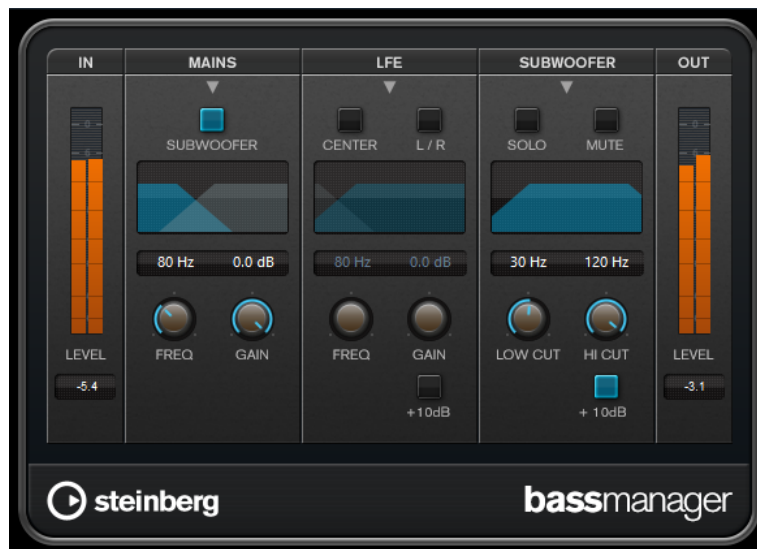 IN MAINS LFE SUBWOOFER OUT
SUBWOOFER CENTER L / R SOLO MUTE
80 Hz 0.0 dB 80 Hz 0.0 dB 30 Hz 120 Hz
LEVEL FREQ GAIN FREQ GAIN LOW CUT HI CUT LEVEL
-5.4 -3.1
+10dB + 10dB
steinberg bassmanager